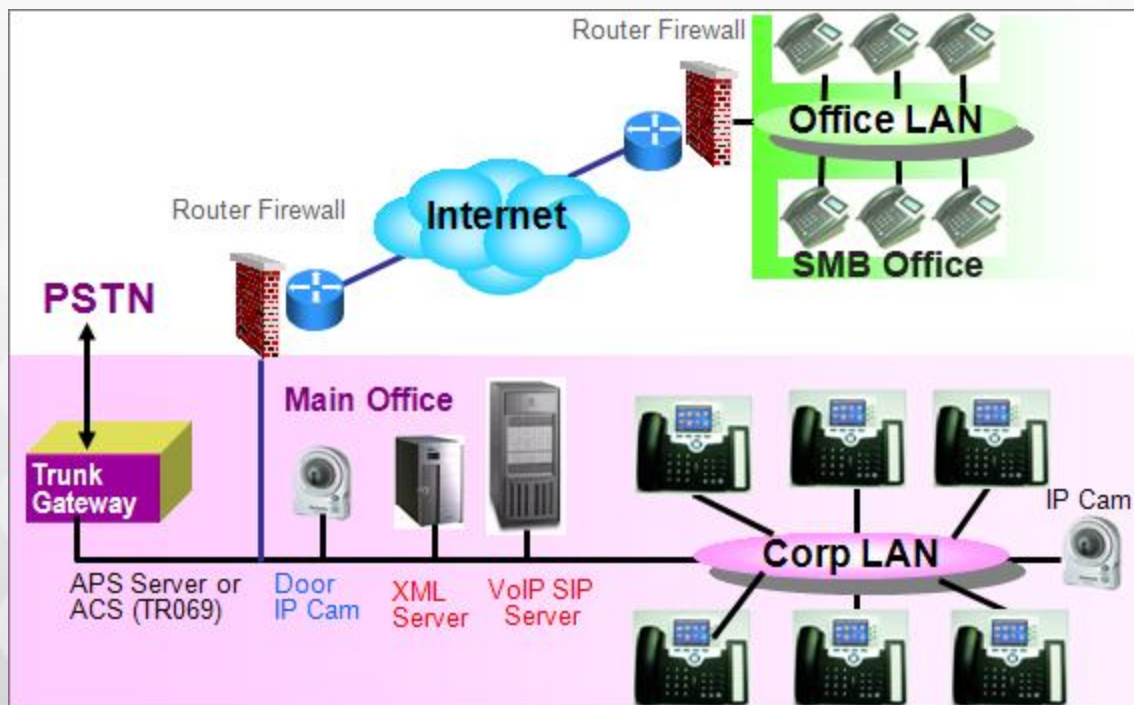 Router Firewall
Office LAN
SMB Office
Router Firewall
Internet
PSTN
Main Office
Trunk
Gateway
IP Cam
Corp LAN
APS Server or
ACS (TR069)
Door
IP Cam
XML
Server
VoIP SIP
Server